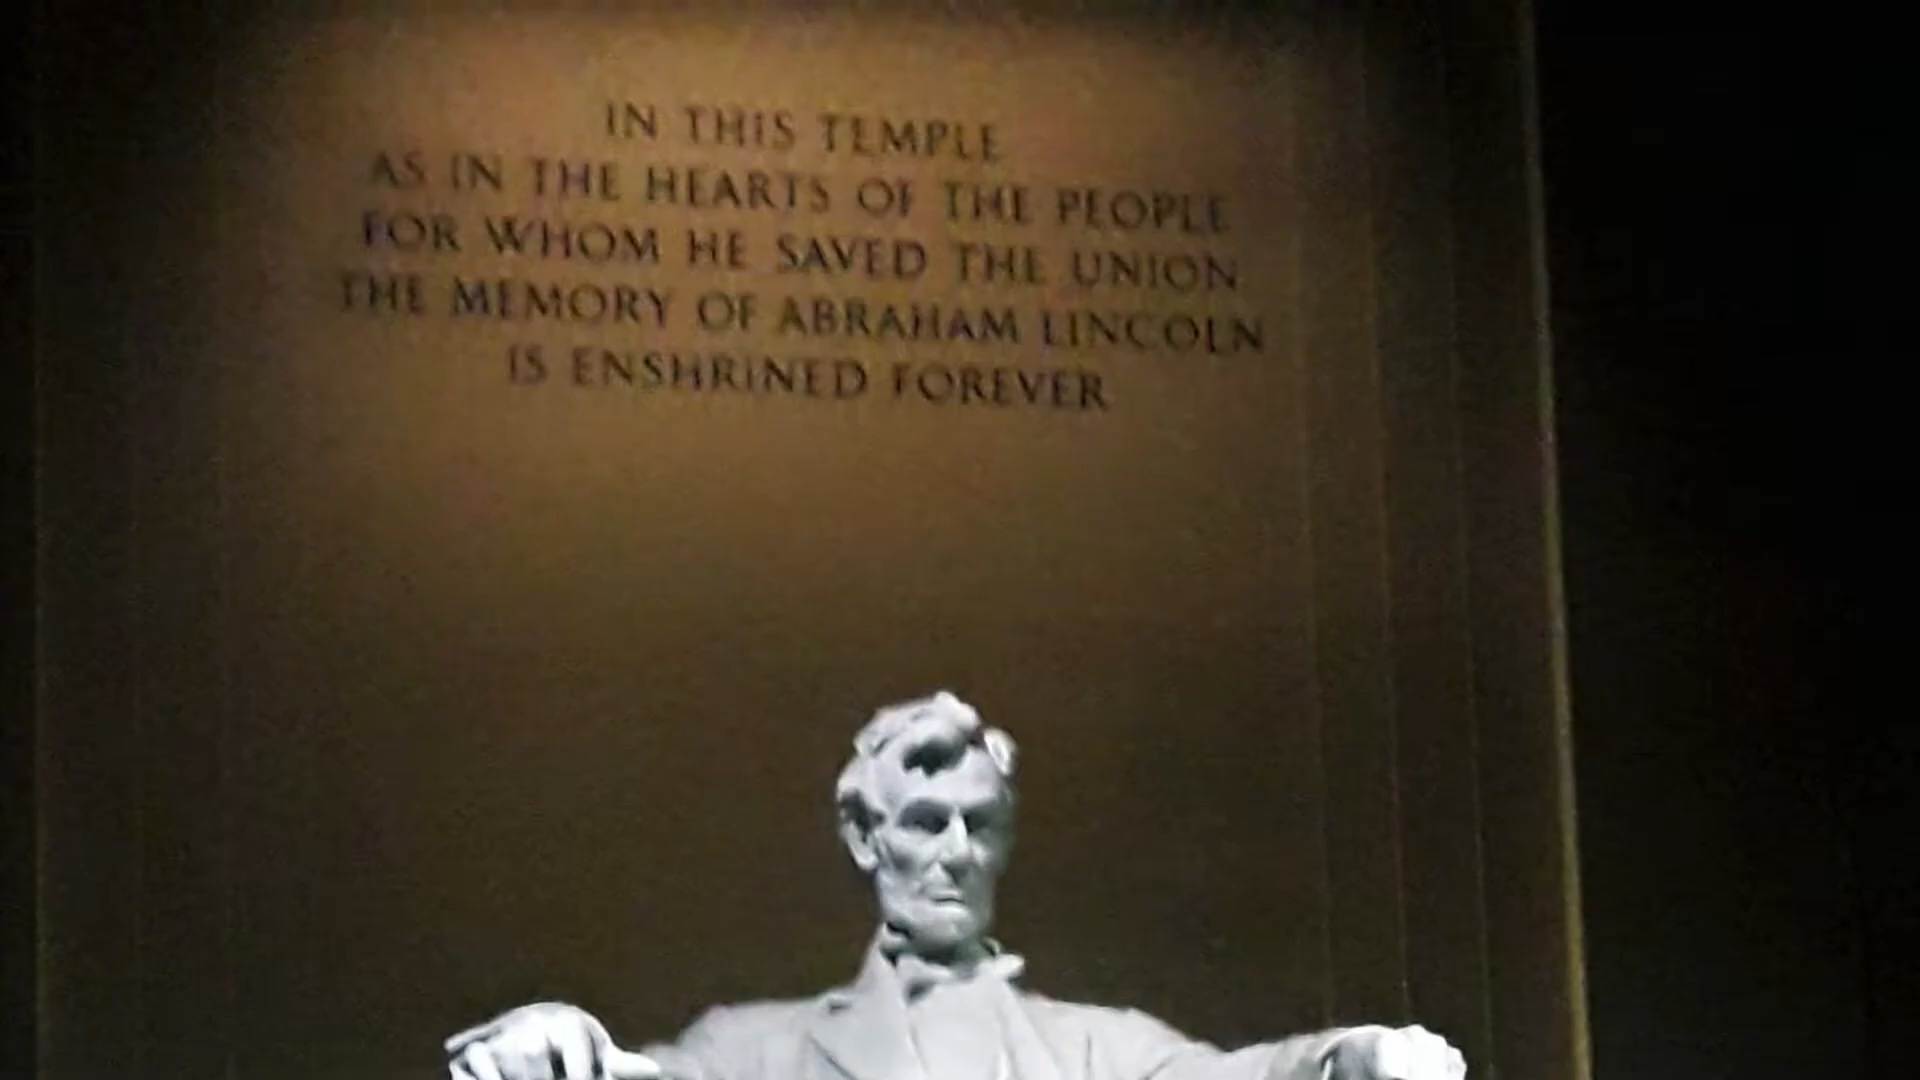 IN THIS TEMPLE
AS IN THE HEARTS OF THE PEOPLE
FOR WHOM HE SAVED THE UNION
THE MEMORY OF ABRAHAM LINCOLN
IS ENSHRINED FOREVER